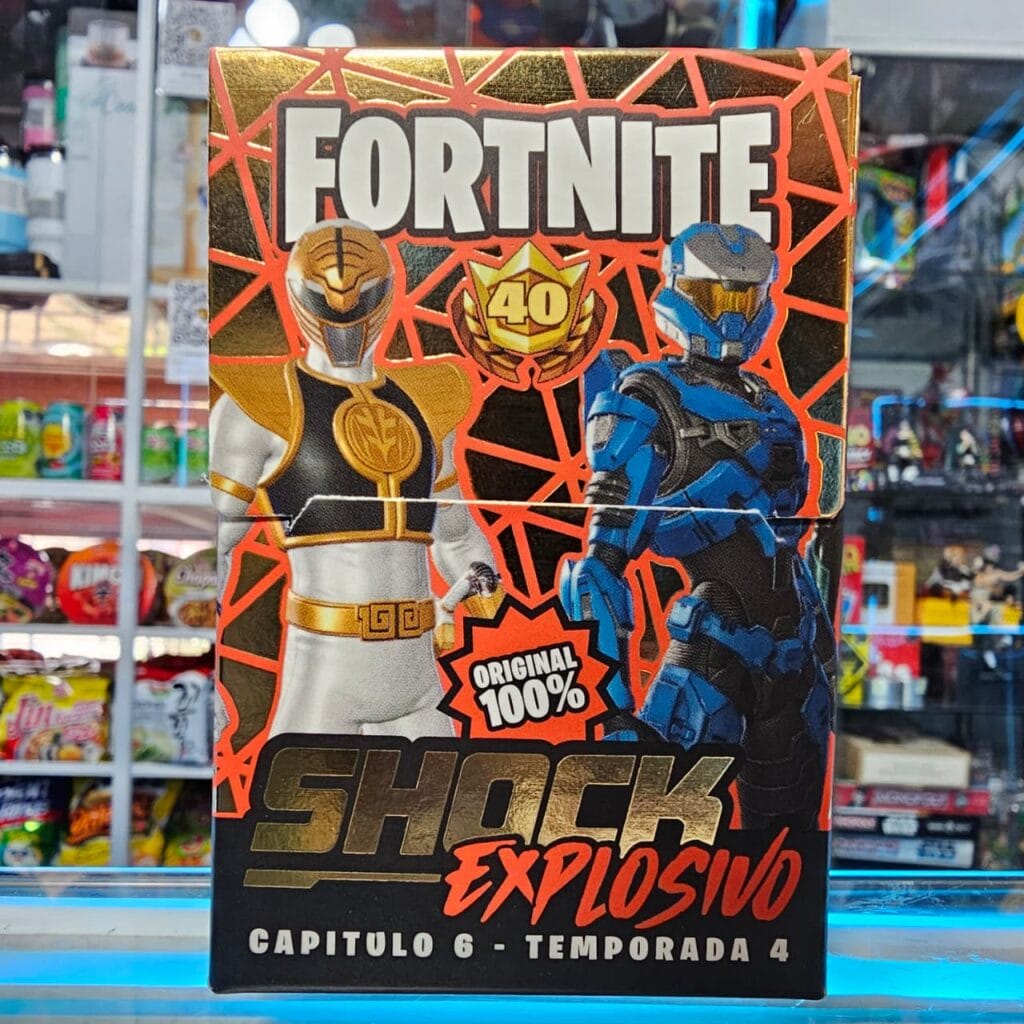 FORTNITE
40
ORIGINAL
100%
SHOCK
EXPLOSIVO
CAPITULO 6 - TEMPORADA 4